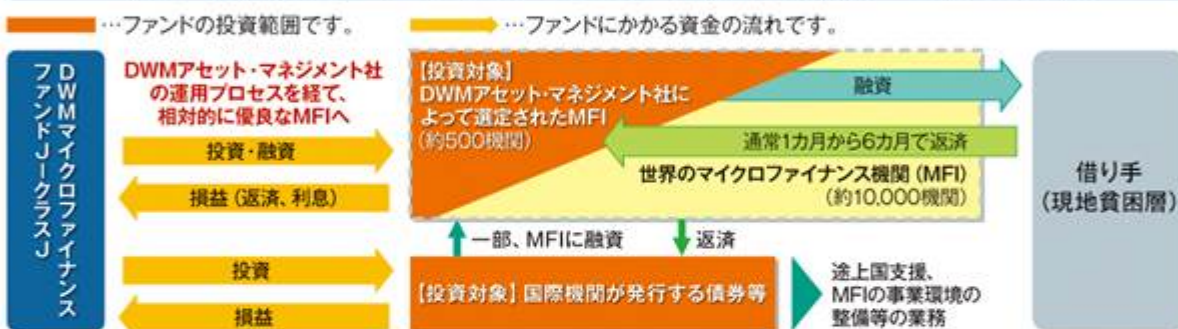 …ファンドの投資範囲です。
…ファンドにかかる資金の流れです。
DWMマイクロファイナンス
ファンドJ-クラスJ
DWMアセット・マネジメント社
の運用プロセスを経て、
相対的に優良なMFIへ
投資・融資
損益(返済、利息)
投資
損益
【投資対象】
DWMアセット・マネジメント社に
よって選定されたMFI
(約500機関)
融資
通常1カ月から6カ月で返済
世界のマイクロファイナンス機関(MFI)
(約10,000機関)
一部、MFIに融資
返済
【投資対象】国際機関が発行する債券等
途上国支援、
MFIの事業環境の
整備等の業務
借り手
(現地貧困層)